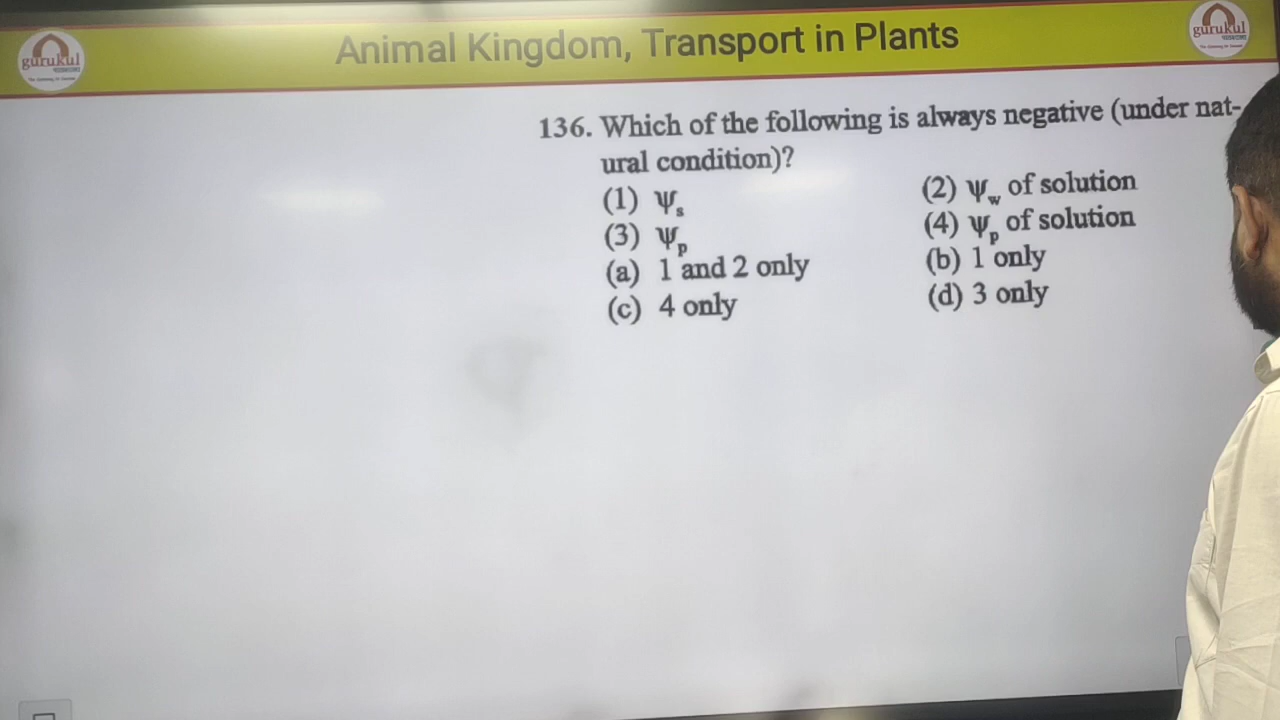 gurukul
Animal Kingdom, Transport in Plants
gurukul
136. Which of the following is always negative (under nat-
ural condition)?
(1) Ψs (2) Ψw of solution
(3) Ψp (4) Ψp of solution
(a) 1 and 2 only (b) 1 only
(c) 4 only (d) 3 only